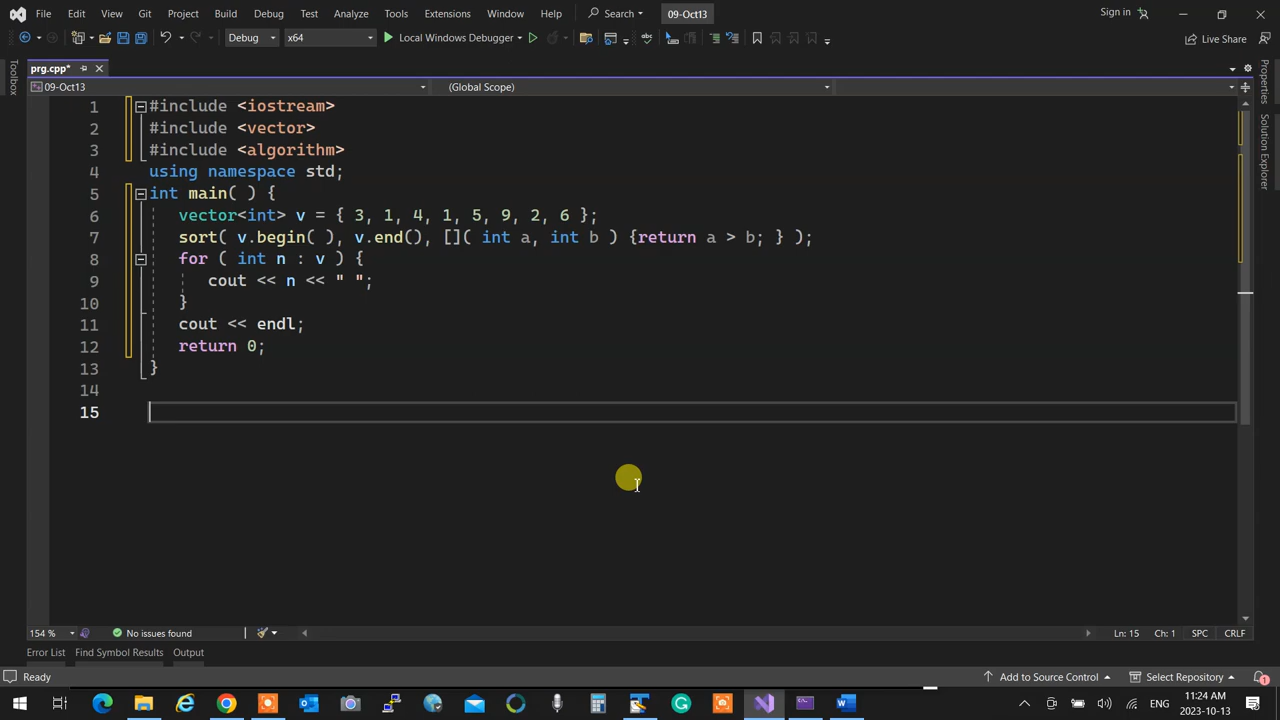 File Edit View Git Project Build Debug Test Analyze Tools Extensions Window Help Search 09-Oct13 Sign in
Debug x64 Local Windows Debugger Live Share
Toolbox
prg.cpp*
09-Oct13 (Global Scope)
1 #include <iostream>
2 #include <vector>
3 #include <algorithm>
4 using namespace std;
5 int main( ) {
6 vector<int> v = { 3, 1, 4, 1, 5, 9, 2, 6 };
7 sort( v.begin( ), v.end(), []( int a, int b ) {return a > b; } );
8 for ( int n : v ) {
9 cout << n << " ";
10 }
11 cout << endl;
12 return 0;
13 }
14
15
Properties
Solution Explorer
154 % No issues found Ln: 15 Ch: 1 SPC CRLF
Error List Find Symbol Results Output
Ready Add to Source Control Select Repository 1
11:24 AM
ENG
2023-10-13